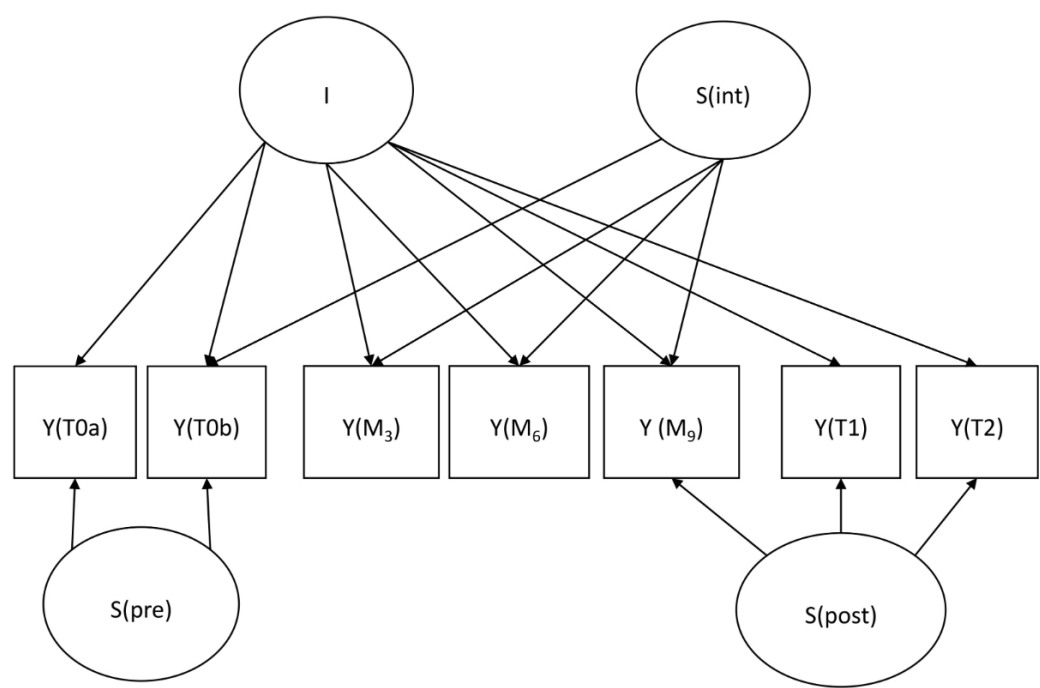 I
S(int)
Y(T0a)
Y(T0b)
Y(M₃)
Y(M₆)
Y (M₉)
Y(T1)
Y(T2)
S(pre)
S(post)